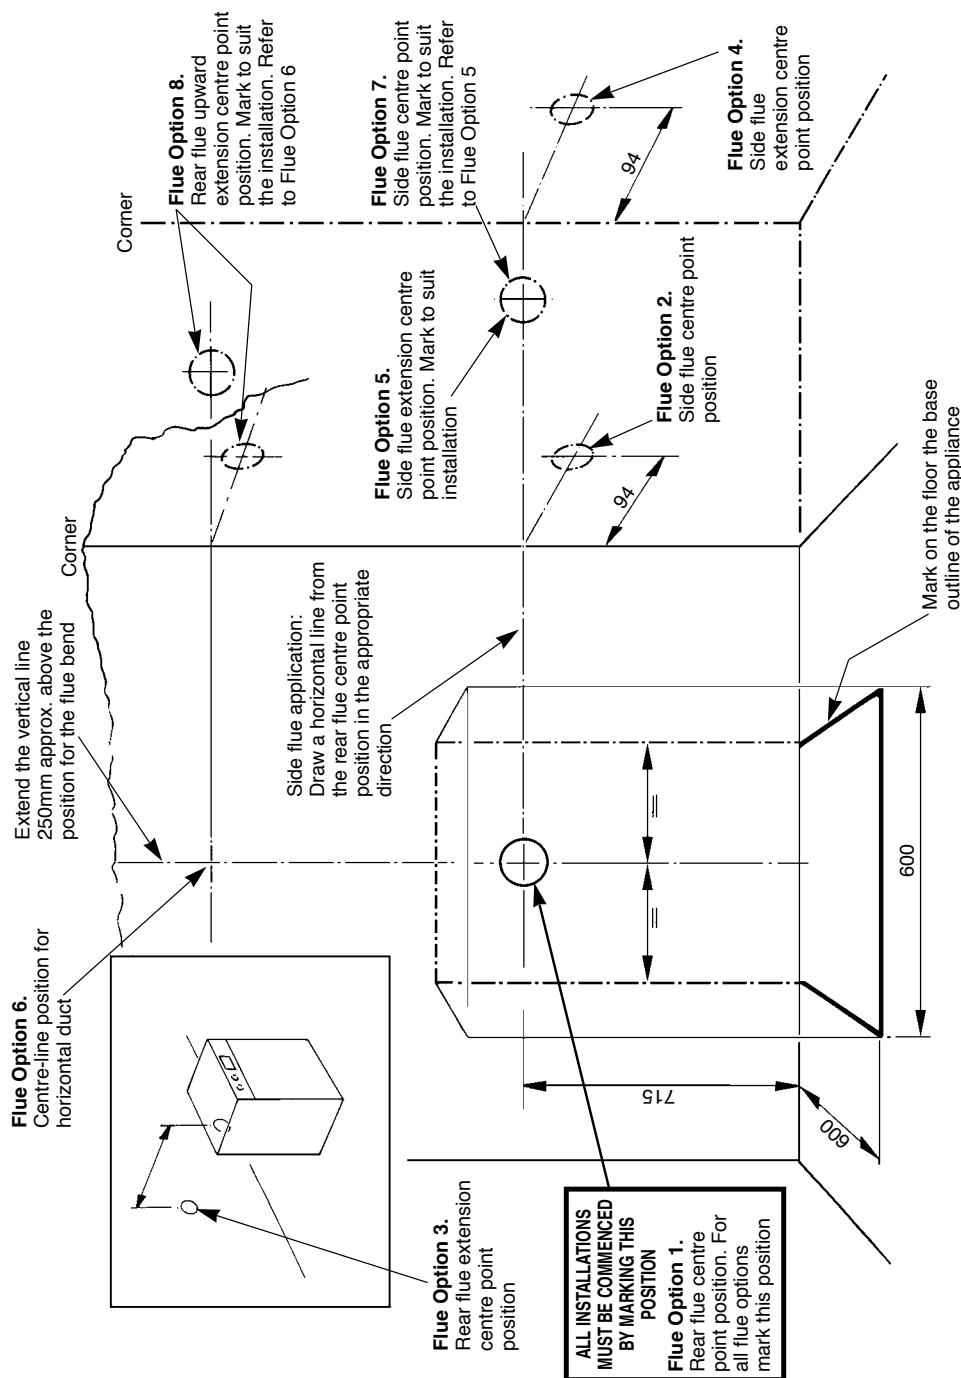 Flue Option 6.
Centre-line position for
horizontal duct
Extend the vertical line
250mm approx. above the
position for the flue bend
Corner
Corner
Flue Option 8.
Rear flue upward
extension centre point
position. Mark to suit
the installation. Refer
to Flue Option 6
Flue Option 3.
Rear flue extension
centre point
position
Side flue application:
Draw a horizontal line from
the rear flue centre point
position in the appropriate
direction
Flue Option 5.
Side flue extension centre
point position. Mark to suit
installation
Flue Option 7.
Side flue centre point
position. Mark to suit
the installation. Refer
to Flue Option 5
ALL INSTALLATIONS
MUST BE COMMENCED
BY MARKING THIS
POSITION
Flue Option 1.
Rear flue centre
point position. For
all flue options
mark this position
715
600
=
=
600
94
Flue Option 2.
Side flue centre point
position
94
Flue Option 4.
Side flue
extension centre
point position
Mark on the floor the base
outline of the appliance